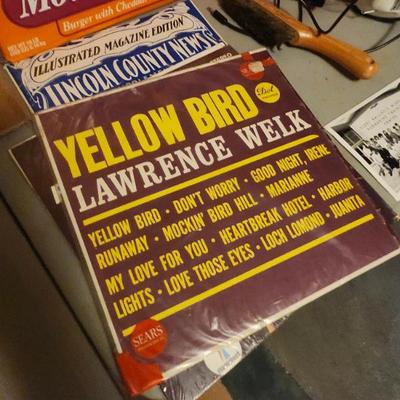 Burger with Cheddar
ILLUSTRATED MAGAZINE EDITION
LINCOLN COUNTY NEWS
YELLOW BIRD
Dot
LAWRENCE WELK
YELLOW BIRD • DON'T WORRY • GOOD NIGHT, IRENE
RUNAWAY • MOCKIN' BIRD HILL • MARIANNE
MY LOVE FOR YOU • HEARTBREAK HOTEL • HARBOR
LIGHTS • LOVE THOSE EYES • LOCH LOMOND • JUANITA
SEARS